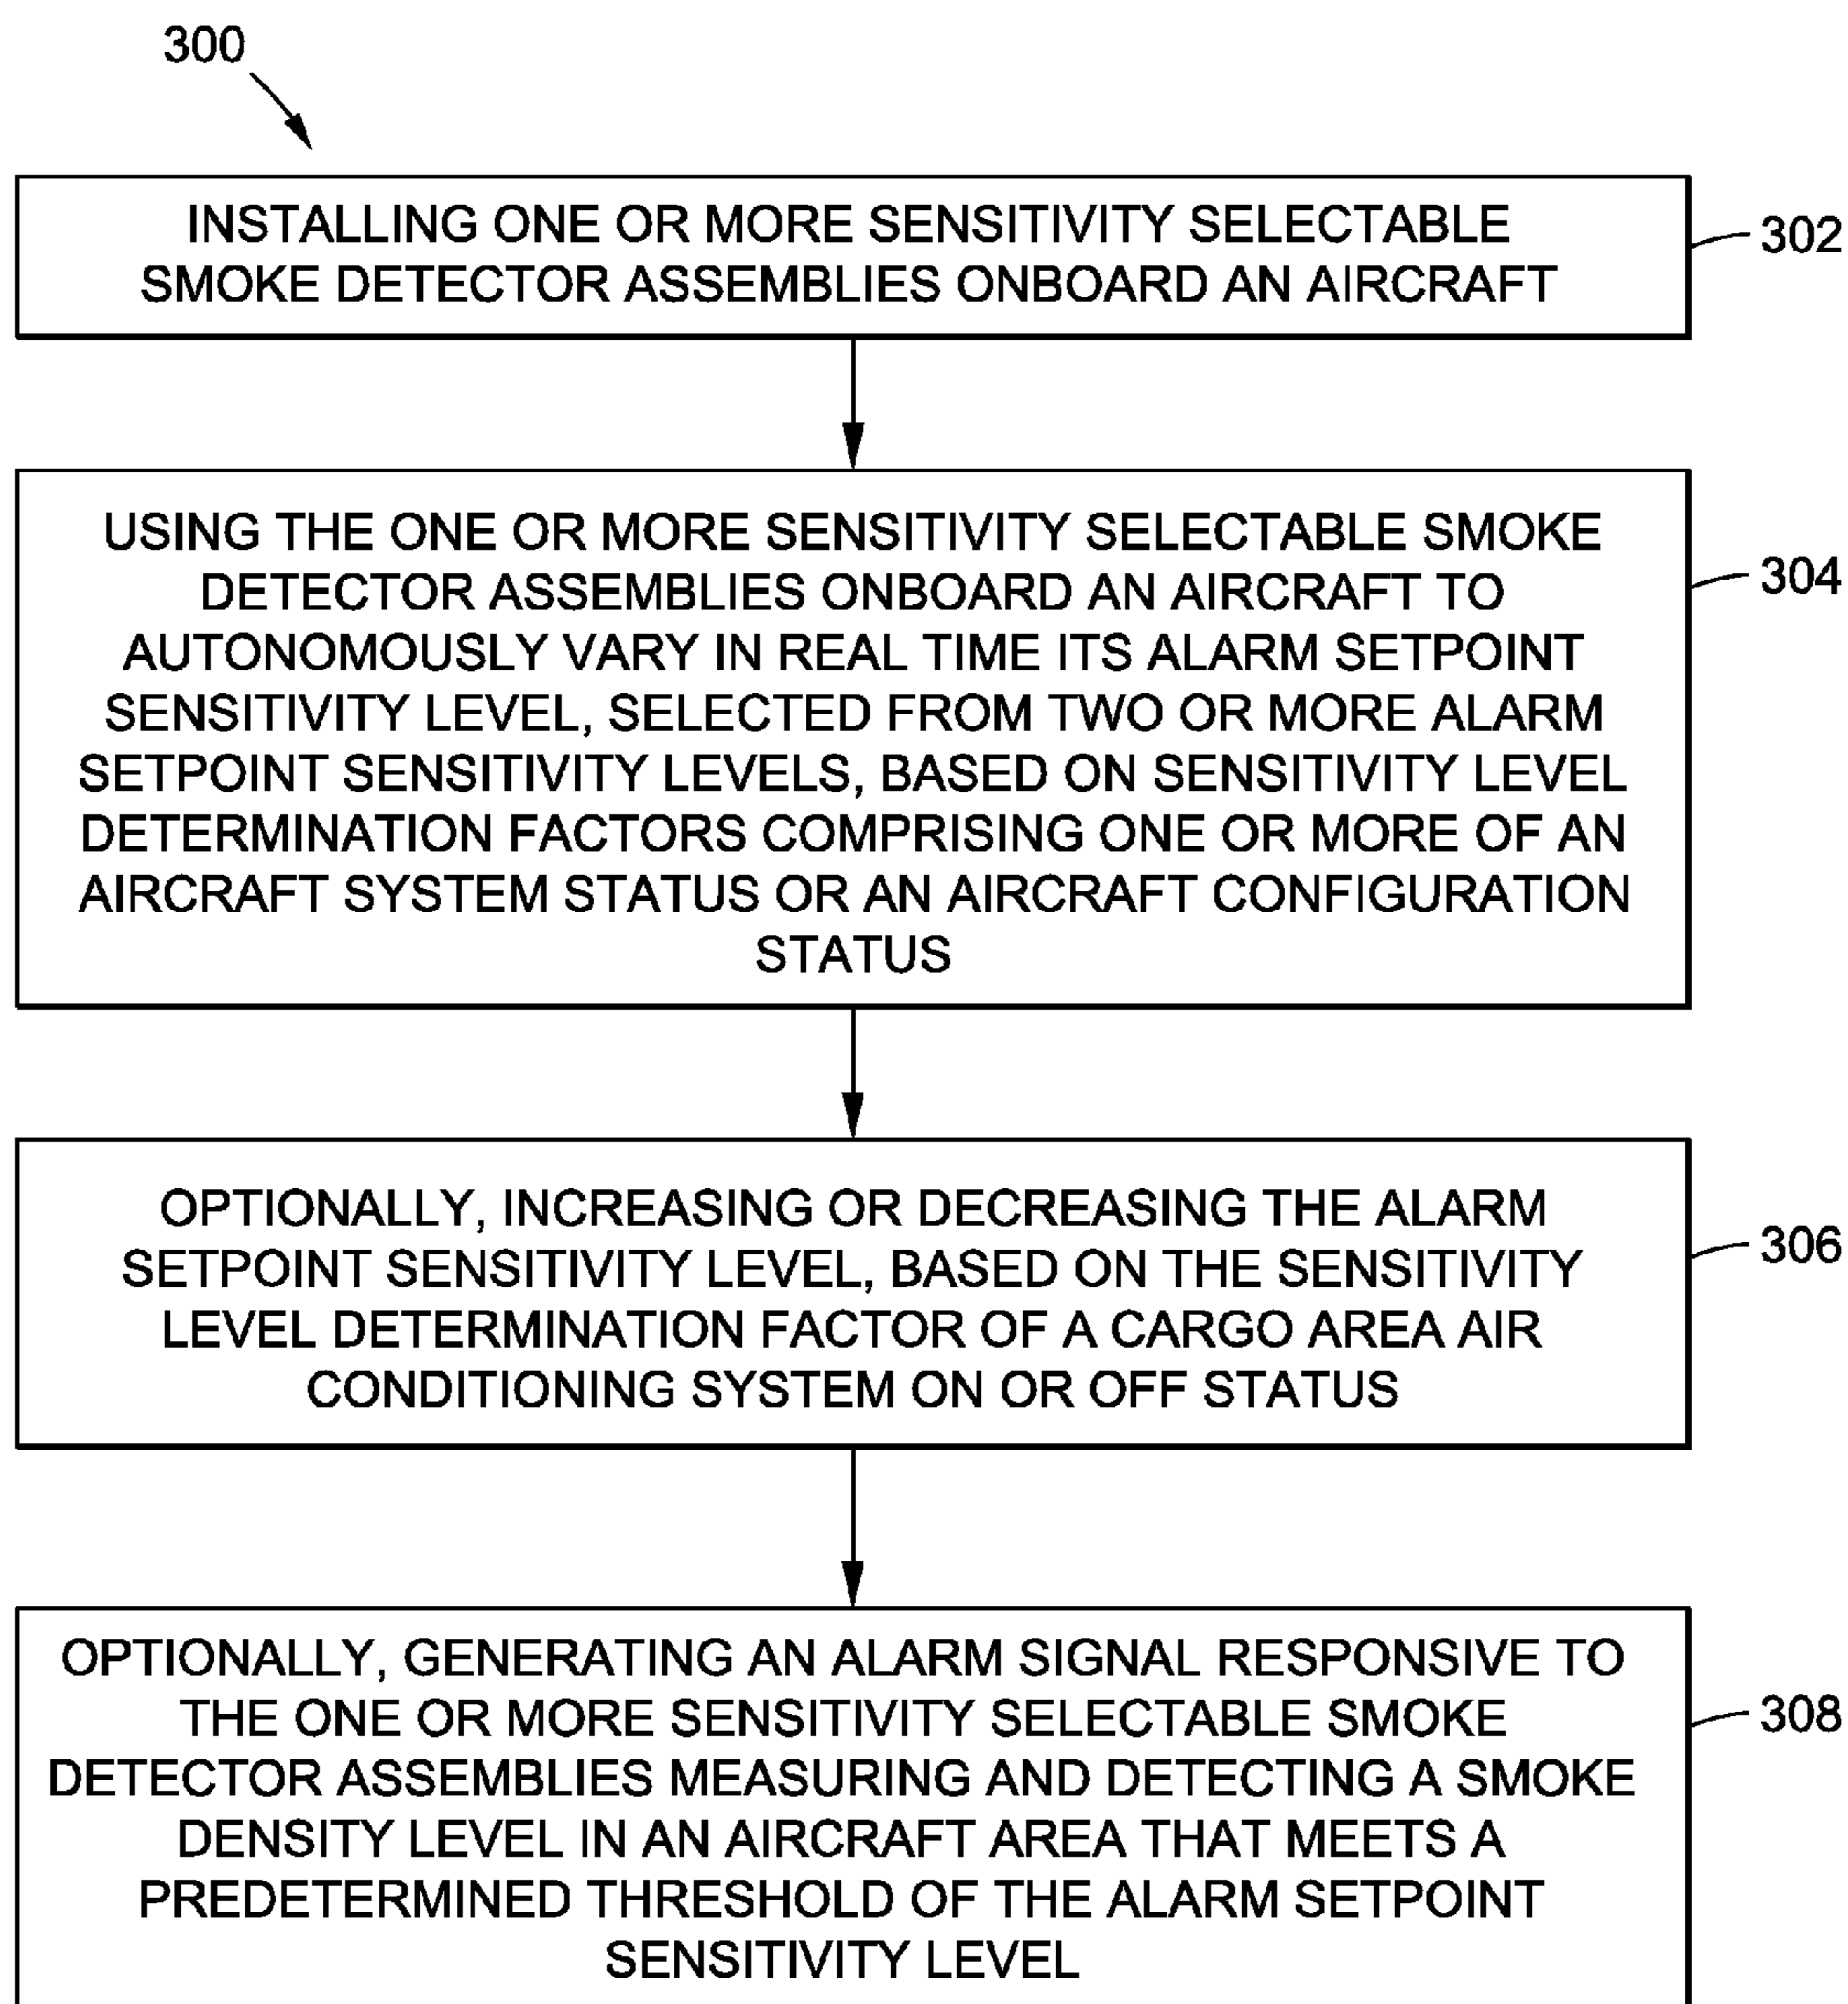 300
INSTALLING ONE OR MORE SENSITIVITY SELECTABLE
SMOKE DETECTOR ASSEMBLIES ONBOARD AN AIRCRAFT
302
USING THE ONE OR MORE SENSITIVITY SELECTABLE SMOKE
DETECTOR ASSEMBLIES ONBOARD AN AIRCRAFT TO
AUTONOMOUSLY VARY IN REAL TIME ITS ALARM SETPOINT
SENSITIVITY LEVEL, SELECTED FROM TWO OR MORE ALARM
SETPOINT SENSITIVITY LEVELS, BASED ON SENSITIVITY LEVEL
DETERMINATION FACTORS COMPRISING ONE OR MORE OF AN
AIRCRAFT SYSTEM STATUS OR AN AIRCRAFT CONFIGURATION
STATUS
304
OPTIONALLY, INCREASING OR DECREASING THE ALARM
SETPOINT SENSITIVITY LEVEL, BASED ON THE SENSITIVITY
LEVEL DETERMINATION FACTOR OF A CARGO AREA AIR
CONDITIONING SYSTEM ON OR OFF STATUS
306
OPTIONALLY, GENERATING AN ALARM SIGNAL RESPONSIVE TO
THE ONE OR MORE SENSITIVITY SELECTABLE SMOKE
DETECTOR ASSEMBLIES MEASURING AND DETECTING A SMOKE
DENSITY LEVEL IN AN AIRCRAFT AREA THAT MEETS A
PREDETERMINED THRESHOLD OF THE ALARM SETPOINT
SENSITIVITY LEVEL
308